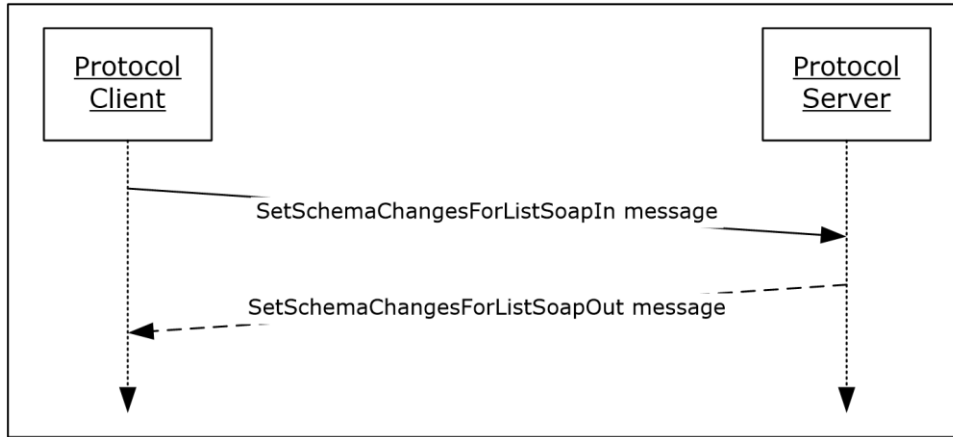 Protocol
Client
Protocol
Server
SetSchemaChangesForListSoapIn message
SetSchemaChangesForListSoapOut message